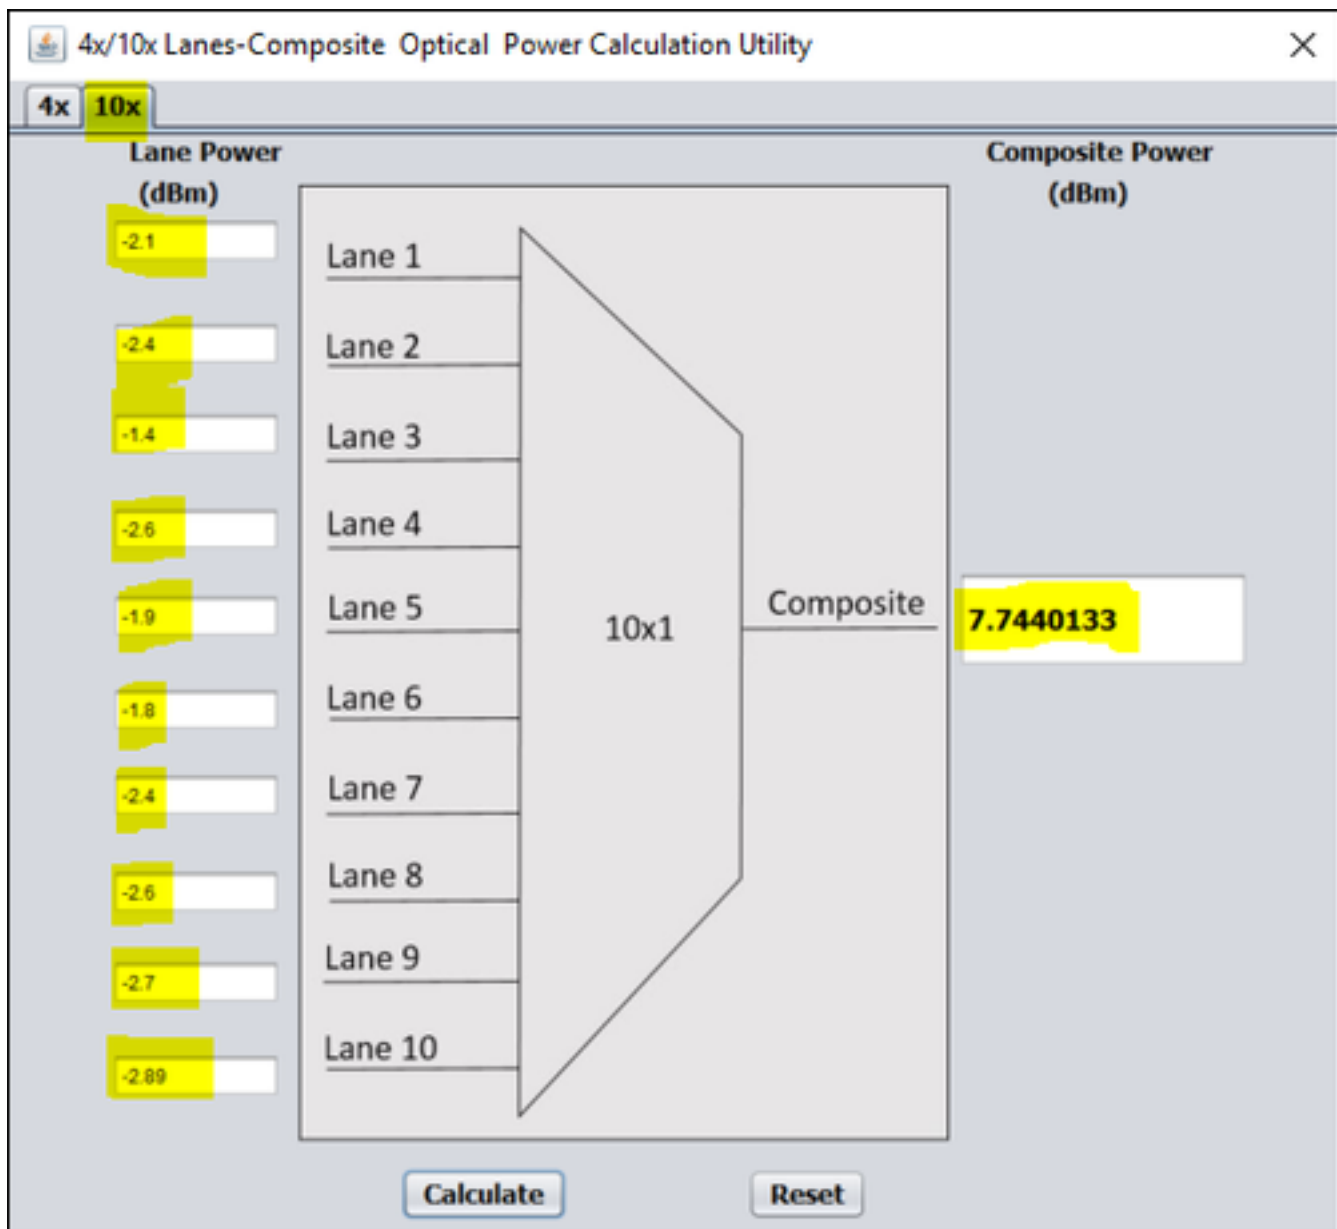 4x/10x Lanes-Composite Optical Power Calculation Utility
4x 10x
Lane Power
(dBm)
Composite Power
(dBm)
-2.1
Lane 1
-2.4
Lane 2
-1.4
Lane 3
-2.6
Lane 4
-1.9
Lane 5
10x1
Composite
7.7440133
-1.8
Lane 6
-2.4
Lane 7
-2.6
Lane 8
-2.7
Lane 9
-2.89
Lane 10
Calculate
Reset